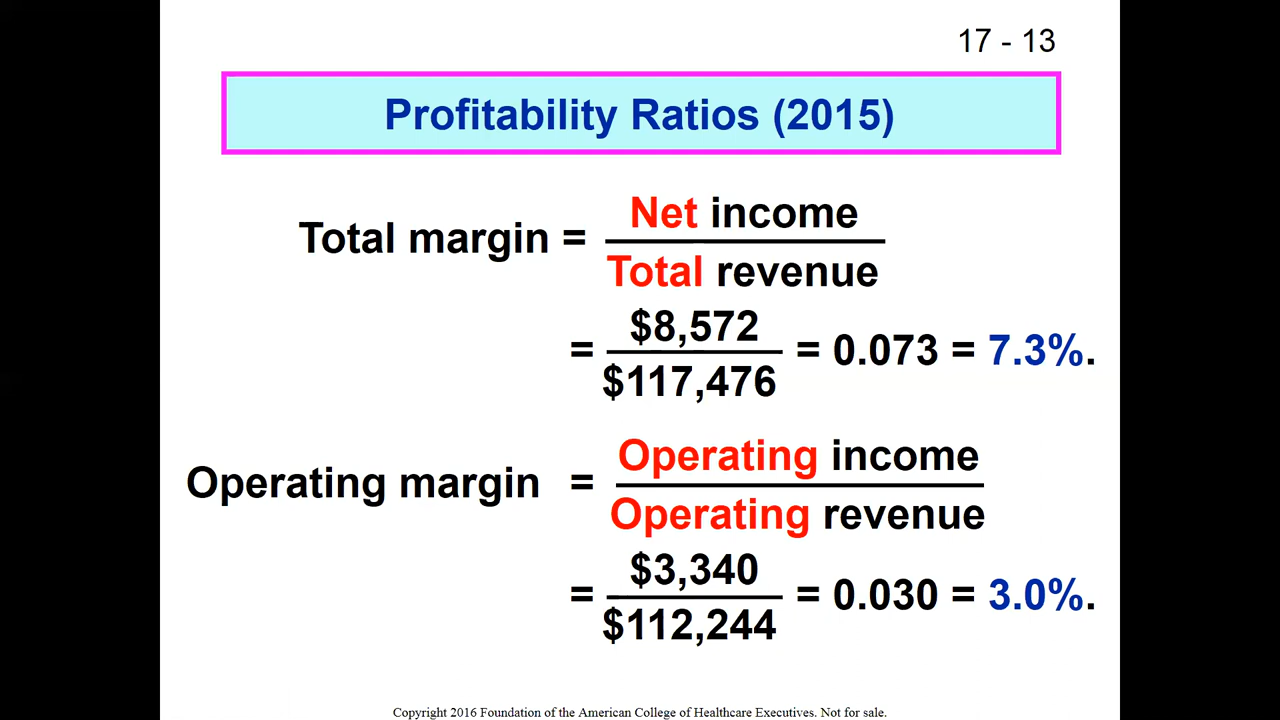 17 - 13
Profitability Ratios (2015)
Total margin = Net income
Total revenue
= $8,572 = 0.073 = 7.3%.
$117,476
Operating margin = Operating income
Operating revenue
= $3,340 = 0.030 = 3.0%.
$112,244
Copyright 2016 Foundation of the American College of Healthcare Executives. Not for sale.